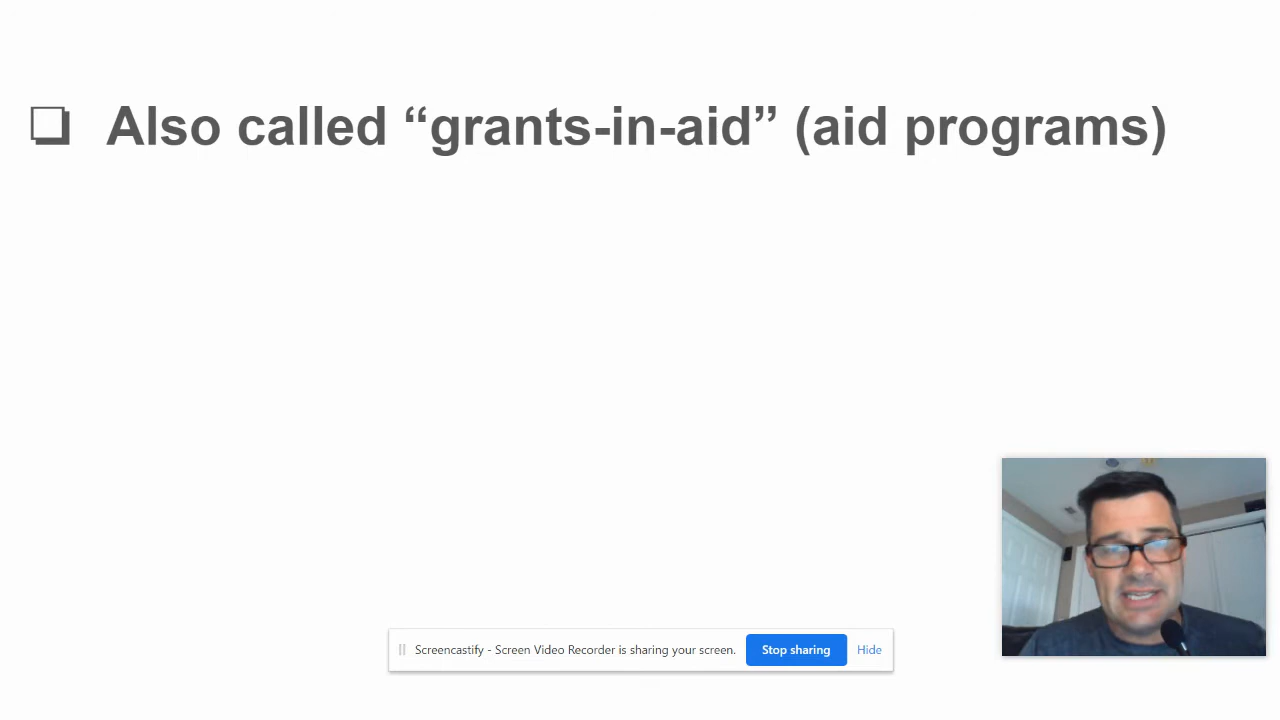 Also called “grants-in-aid” (aid programs)
Screencastify - Screen Video Recorder is sharing your screen. Stop sharing Hide